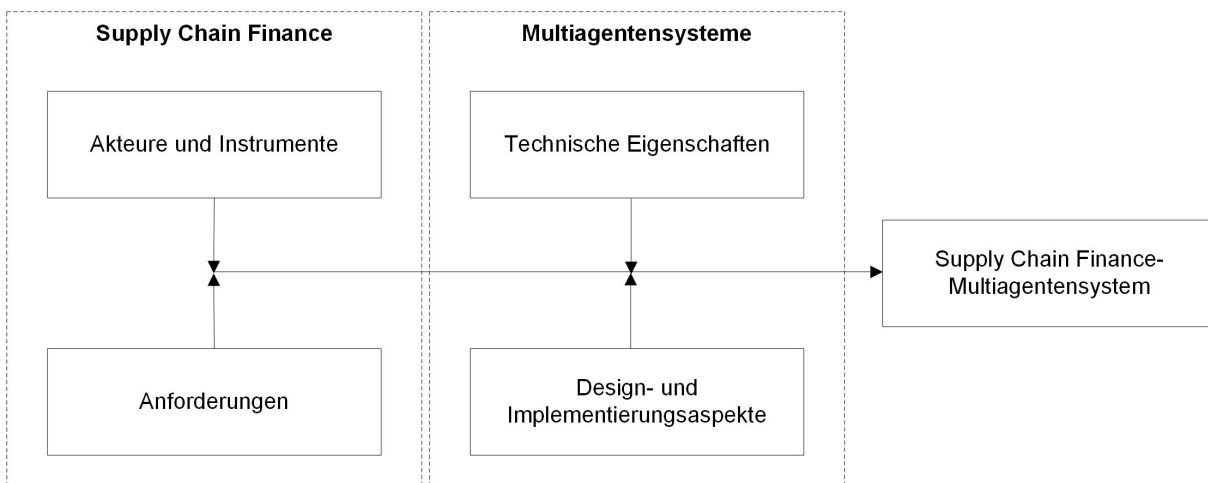 Supply Chain Finance
Akteure und Instrumente
Anforderungen
Multiagentensysteme
Technische Eigenschaften
Design- und
Implementierungsaspekte
Supply Chain Finance-
Multiagentensystem